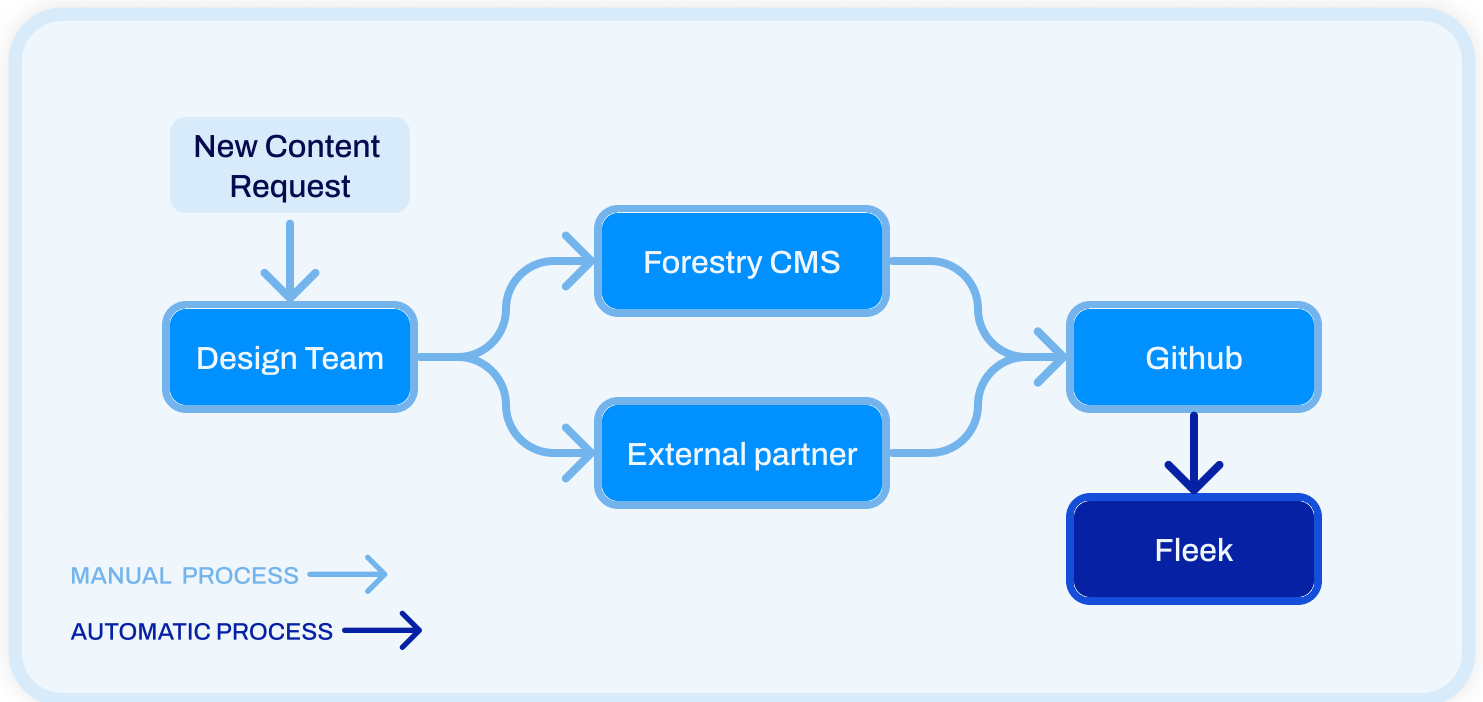 New Content
Request
Design Team
Forestry CMS
External partner
Github
Fleek
MANUAL PROCESS
AUTOMATIC PROCESS